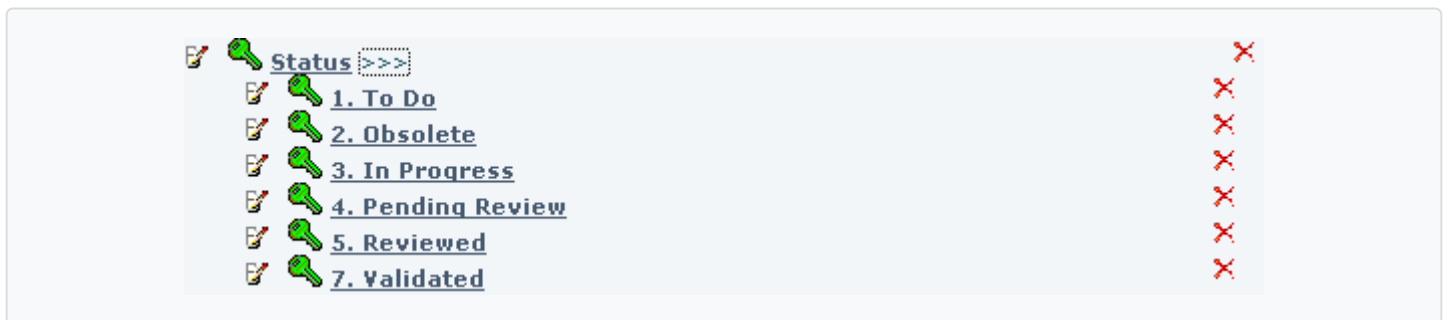 Status >>>
1. To Do
2. Obsolete
3. In Progress
4. Pending Review
5. Reviewed
7. Validated